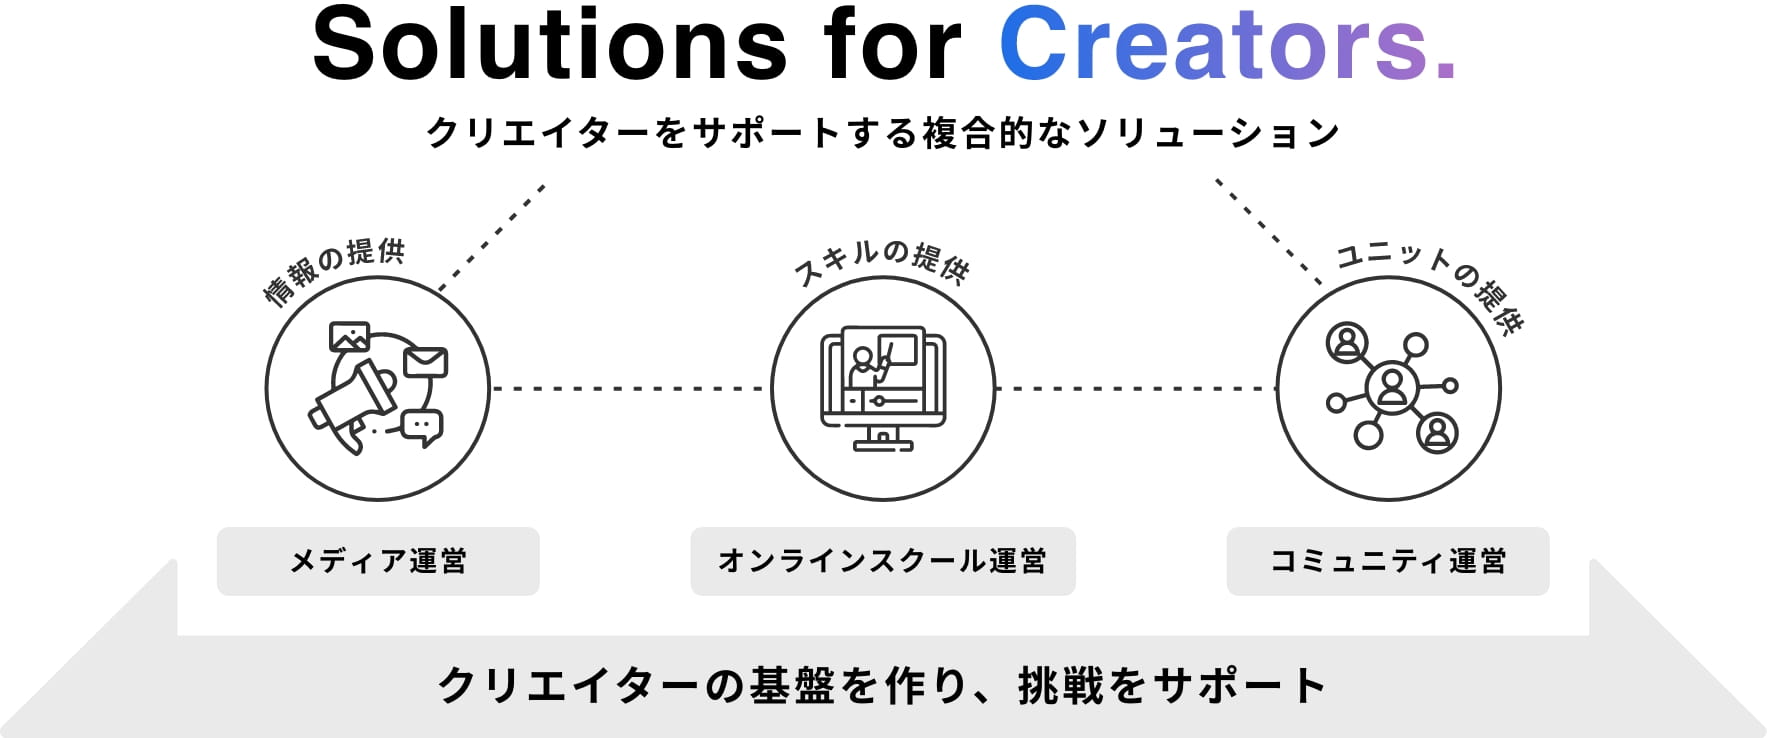 Solutions for Creators.
クリエイターをサポートする複合的なソリューション
情報の提供
スキルの提供
ユニットの提供
メディア運営
オンラインスクール運営
コミュニティ運営
クリエイターの基盤を作り、挑戦をサポート